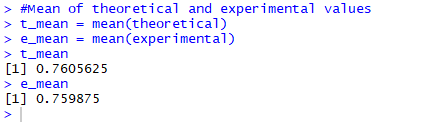 > #Mean of theoretical and experimental values
> t_mean = mean(theoretical)
> e_mean = mean(experimental)
> t_mean
[1] 0.7605625
> e_mean
[1] 0.759875
>